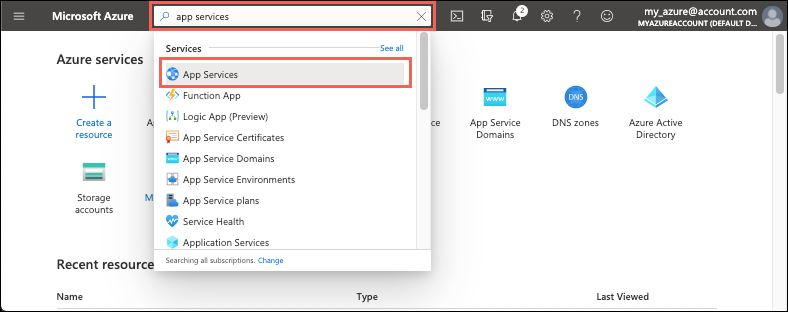 Microsoft Azure
app services
2
my_azure@account.com
MYAZUREACCOUNT (DEFAULT D...
Azure services
Services
See all
App Services
Function App
Logic App (Preview)
App Service Certificates
App Service Domains
App Service Environments
App Service plans
Service Health
Application Services
Searching all subscriptions. Change
Create a
resource
App Service
Domains
DNS
DNS zones
Azure Active
Directory
WWW
Storage
accounts
Recent resource
Name
Type
Last Viewed